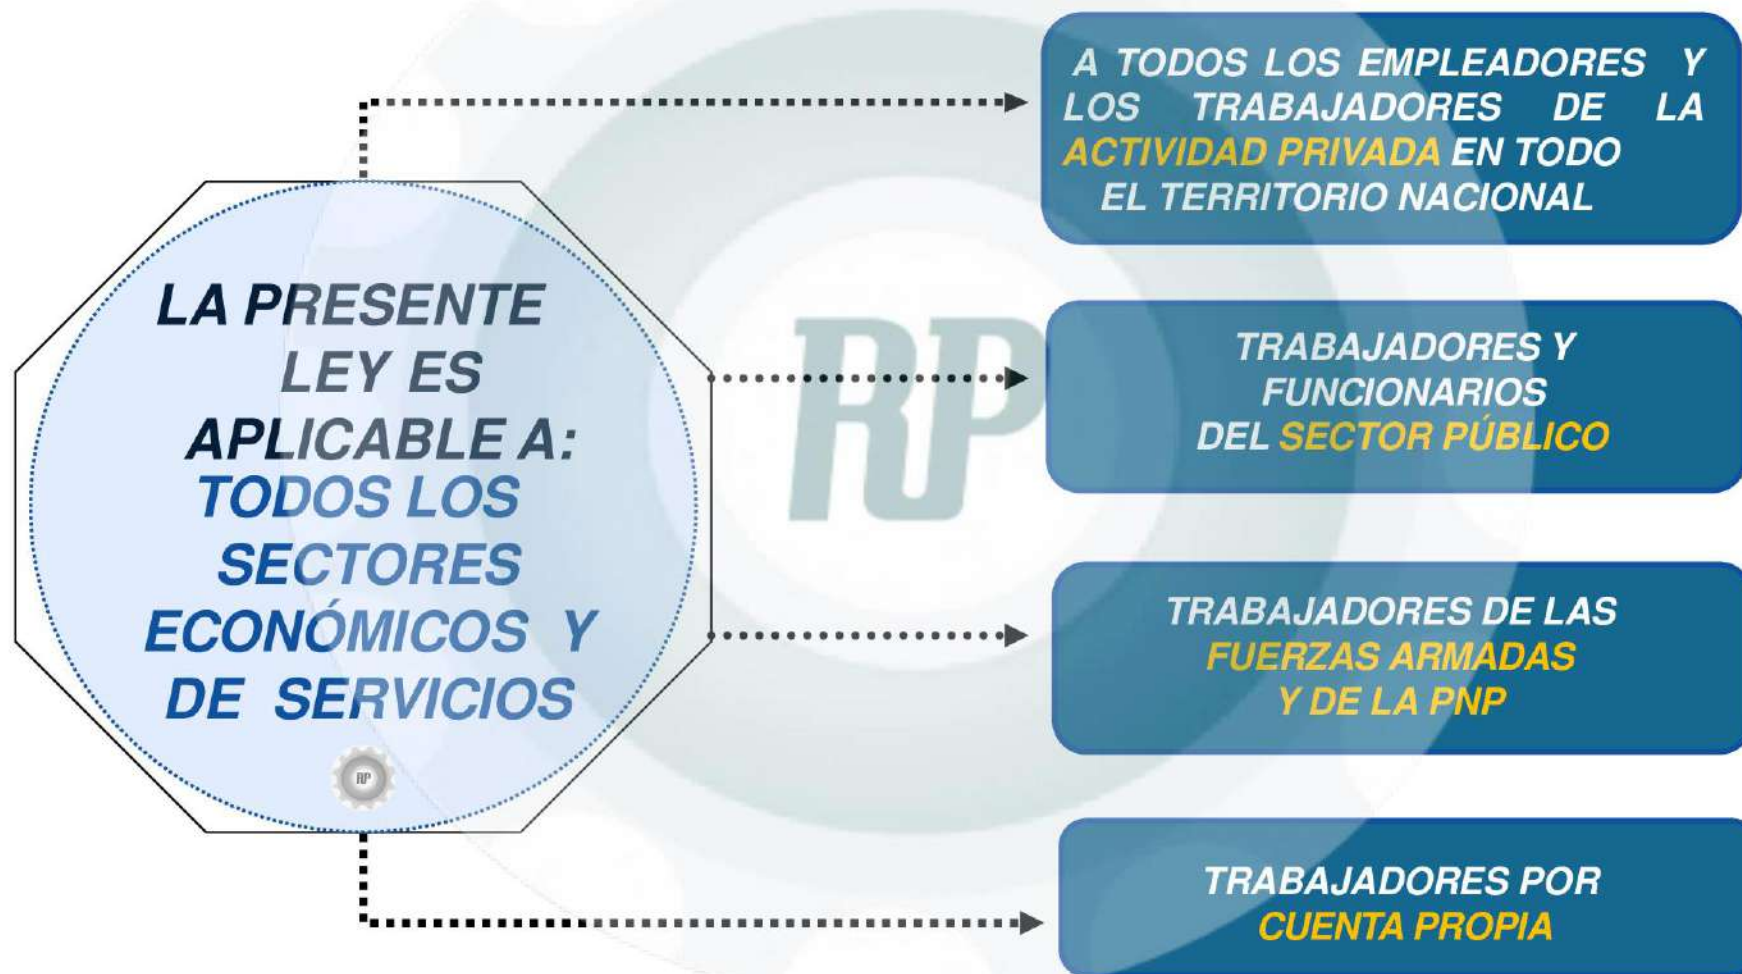 LA PRESENTE
LEY ES
APLICABLE A:
TODOS LOS
SECTORES
ECONÓMICOS Y
DE SERVICIOS
RP
RP
A TODOS LOS EMPLEADORES Y
LOS TRABAJADORES DE LA
ACTIVIDAD PRIVADA EN TODO
EL TERRITORIO NACIONAL
TRABAJADORES Y
FUNCIONARIOS
DEL SECTOR PÚBLICO
TRABAJADORES DE LAS
FUERZAS ARMADAS
Y DE LA PNP
TRABAJADORES POR
CUENTA PROPIA